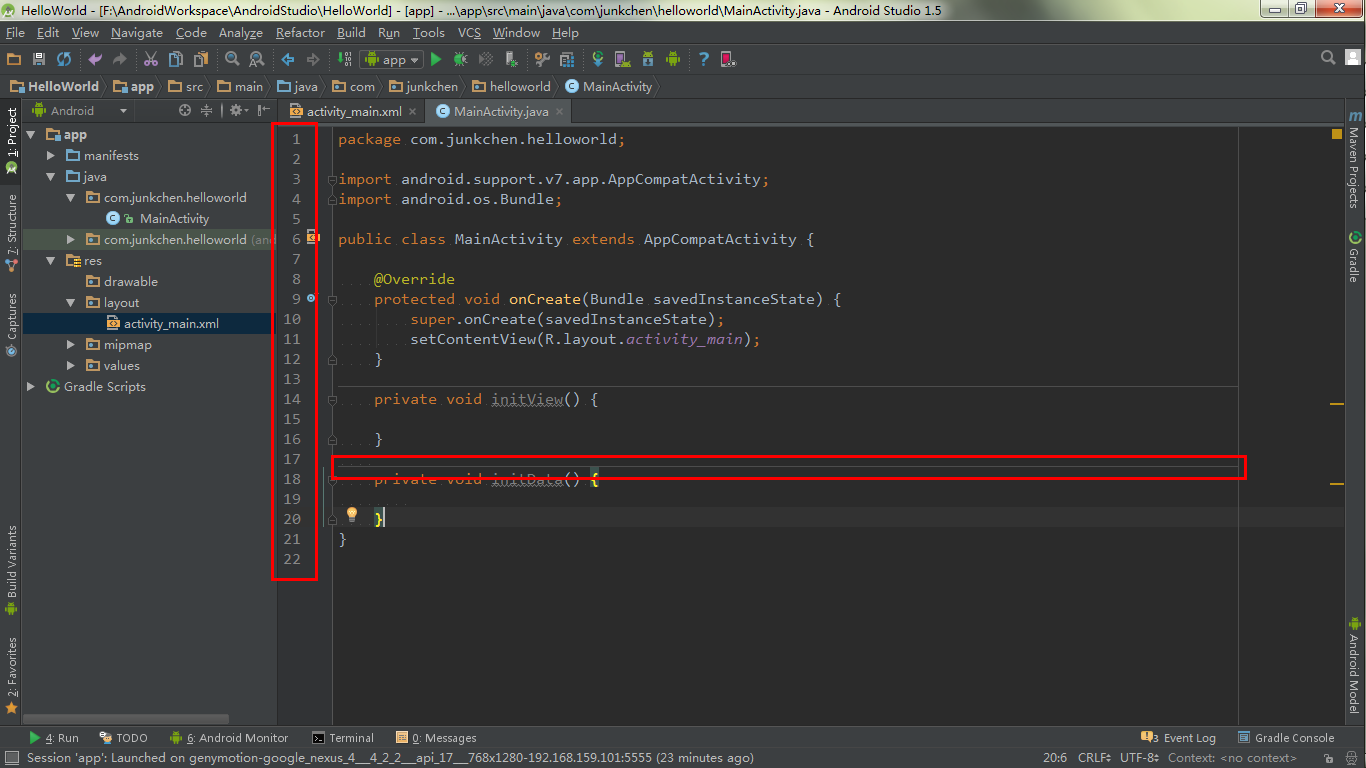 HelloWorld - [F:\AndroidWorkspace\AndroidStudio\HelloWorld] - [app] - ...\app\src\main\java\com\junkchen\helloworld\MainActivity.java - Android Studio 1.5
File Edit View Navigate Code Analyze Refactor Build Run Tools VCS Window Help
app
HelloWorld app src main java com junkchen helloworld MainActivity
Android
activity_main.xml MainActivity.java
1: Project
7: Structure
Captures
Build Variants
2: Favorites
app
manifests
java
com.junkchen.helloworld
MainActivity
com.junkchen.helloworld (and
res
drawable
layout
activity_main.xml
mipmap
values
Gradle Scripts
1 package com.junkchen.helloworld;
2
3 import android.support.v7.app.AppCompatActivity;
4 import android.os.Bundle;
5
6 public class MainActivity extends AppCompatActivity {
7
8 @Override
9 protected void onCreate(Bundle savedInstanceState) {
10 super.onCreate(savedInstanceState);
11 setContentView(R.layout.activity_main);
12 }
13
14 private void initView() {
15
16 }
17
18 private void initData() {
19
20 }
21 }
22
Maven Projects
Gradle
Android Model
4: Run TODO 6: Android Monitor Terminal 0: Messages 3 Event Log Gradle Console
Session 'app': Launched on genymotion-google_nexus_4___4_2_2___api_17___768x1280-192.168.159.101:5555 (23 minutes ago) 20:6 CRLF UTF-8 Context: <no context>